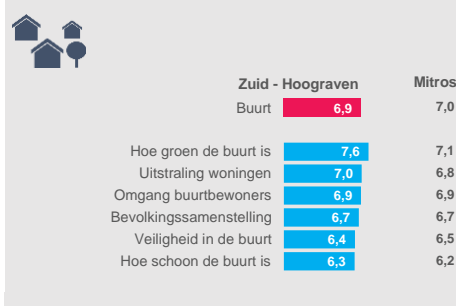 Zuid - Hoograven Mitros
Buurt 6,9 7,0
Hoe groen de buurt is 7,6 7,1
Uitstraling woningen 7,0 6,8
Omgang buurtbewoners 6,9 6,9
Bevolkingssamenstelling 6,7 6,7
Veiligheid in de buurt 6,4 6,5
Hoe schoon de buurt is 6,3 6,2